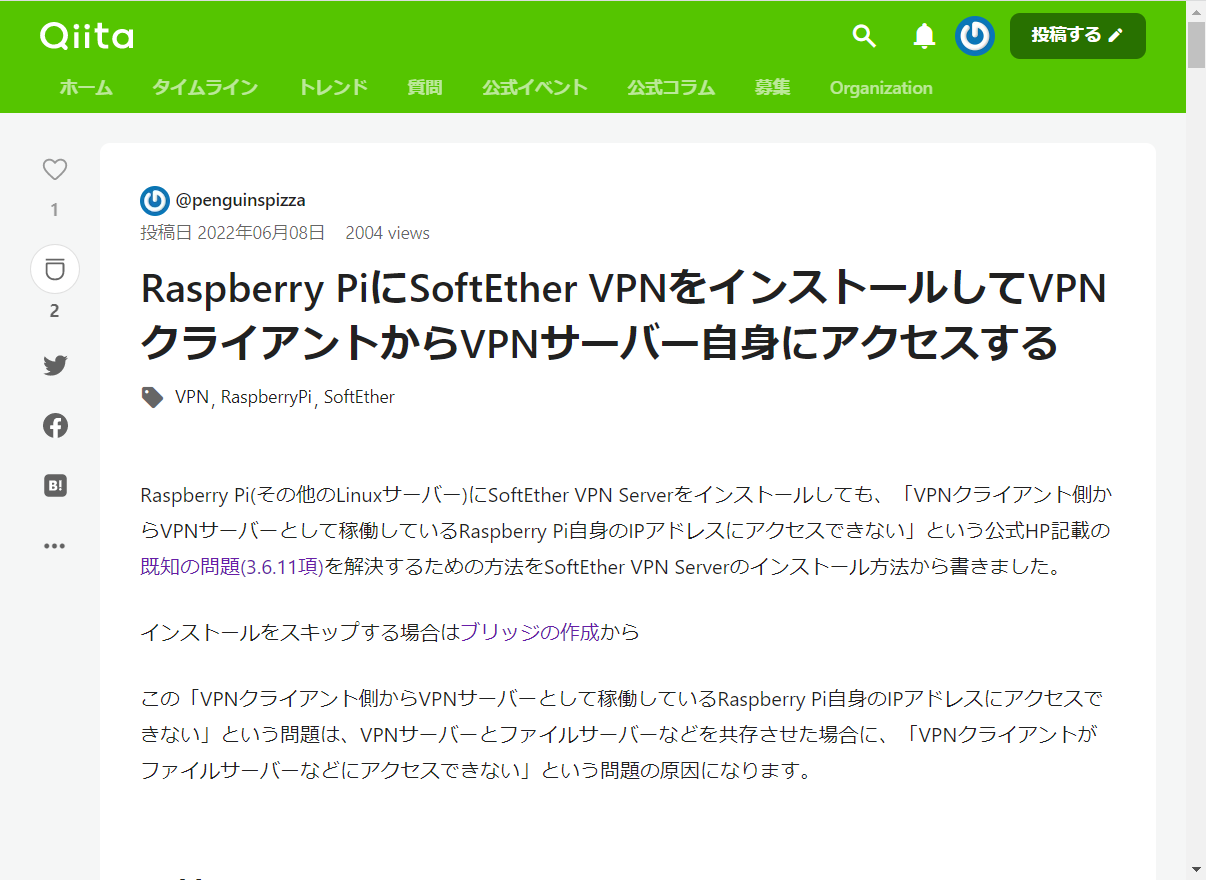 Qiita
投稿する
ホーム タイムライン トレンド 質問 公式イベント 公式コラム 募集 Organization
1
2
B!
@penguinspizza
投稿日 2022年06月08日 2004 views
Raspberry PiにSoftEther VPNをインストールしてVPN
クライアントからVPNサーバー自身にアクセスする
VPN, RaspberryPi, SoftEther
Raspberry Pi(その他のLinuxサーバー)にSoftEther VPN Serverをインストールしても、「VPNクライアント側か
らVPNサーバーとして稼働しているRaspberry Pi自身のIPアドレスにアクセスできない」という公式HP記載の
既知の問題(3.6.11項)を解決するための方法をSoftEther VPN Serverのインストール方法から書きました。
インストールをスキップする場合はブリッジの作成から
この「VPNクライアント側からVPNサーバーとして稼働しているRaspberry Pi自身のIPアドレスにアクセスで
きない」という問題は、VPNサーバーとファイルサーバーなどを共存させた場合に、「VPNクライアントが
ファイルサーバーなどにアクセスできない」という問題の原因になります。